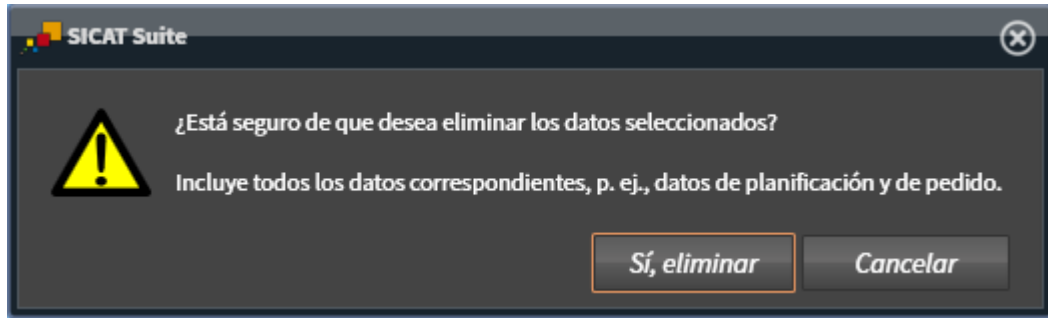 SICAT Suite
¿Está seguro de que desea eliminar los datos seleccionados?
Incluye todos los datos correspondientes, p. ej., datos de planificación y de pedido.
Sí, eliminar
Cancelar